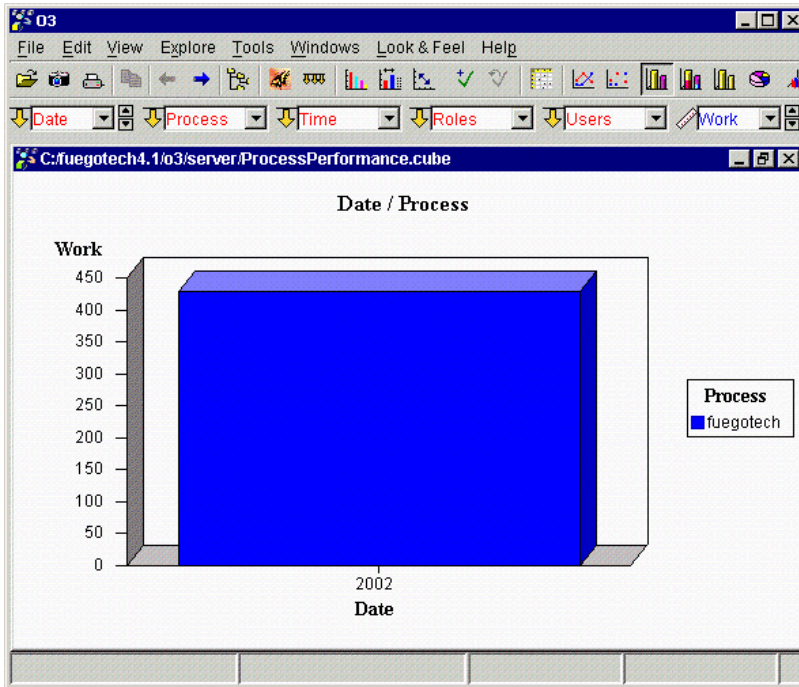 O3
File Edit View Explore Tools Windows Look & Feel Help
Date Process Time Roles Users Work
C:/fuegotech4.1/o3/server/ProcessPerformance.cube
Date / Process
Work
450
400
350
300
250
200
150
100
50
0
Process
fuegotech
2002
Date